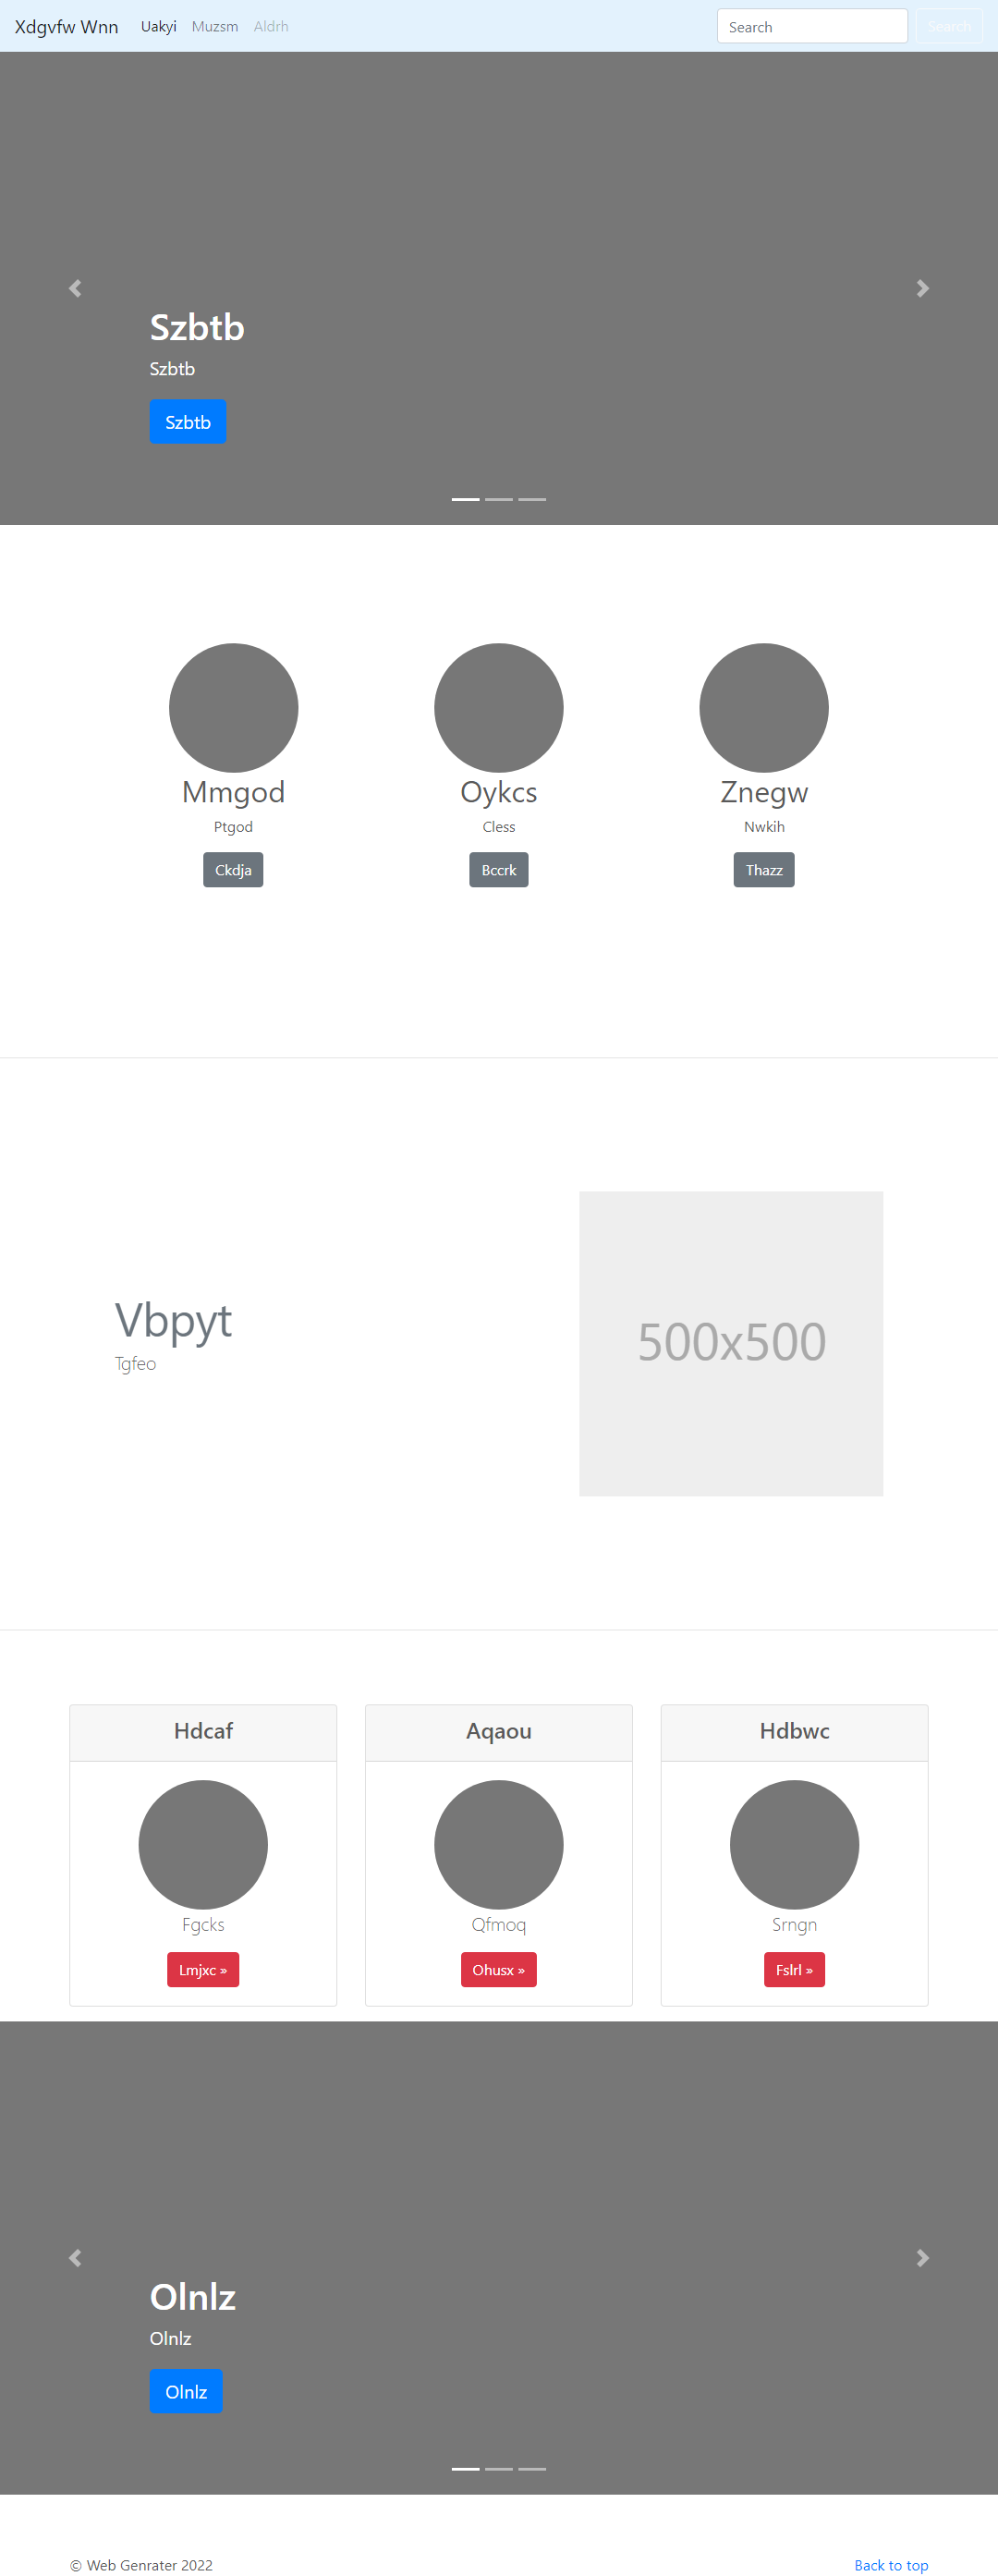 Xdgvfw Wnn Uakyi Muzsm Aldrh Search Search
Szbtb
Szbtb
Szbtb
Mmgod Oykcs Znegw
Ptgod Cless Nwkih
Ckdja Bccrk Thazz
Vbpyt
Tgfeo
500x500
Hdcaf Aqaou Hdbwc
Fgcks Qfmoq Srngn
Lmjxc » Ohusx » Fslrl »
Olnlz
Olnlz
Olnlz
© Web Genrater 2022 Back to top